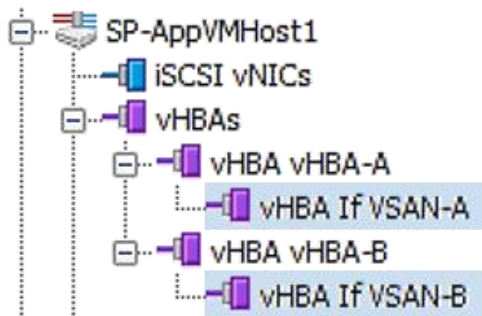 SP-AppVMHost1
iSCSI vNICs
vHBAs
vHBA vHBA-A
vHBA If VSAN-A
vHBA vHBA-B
vHBA If VSAN-B